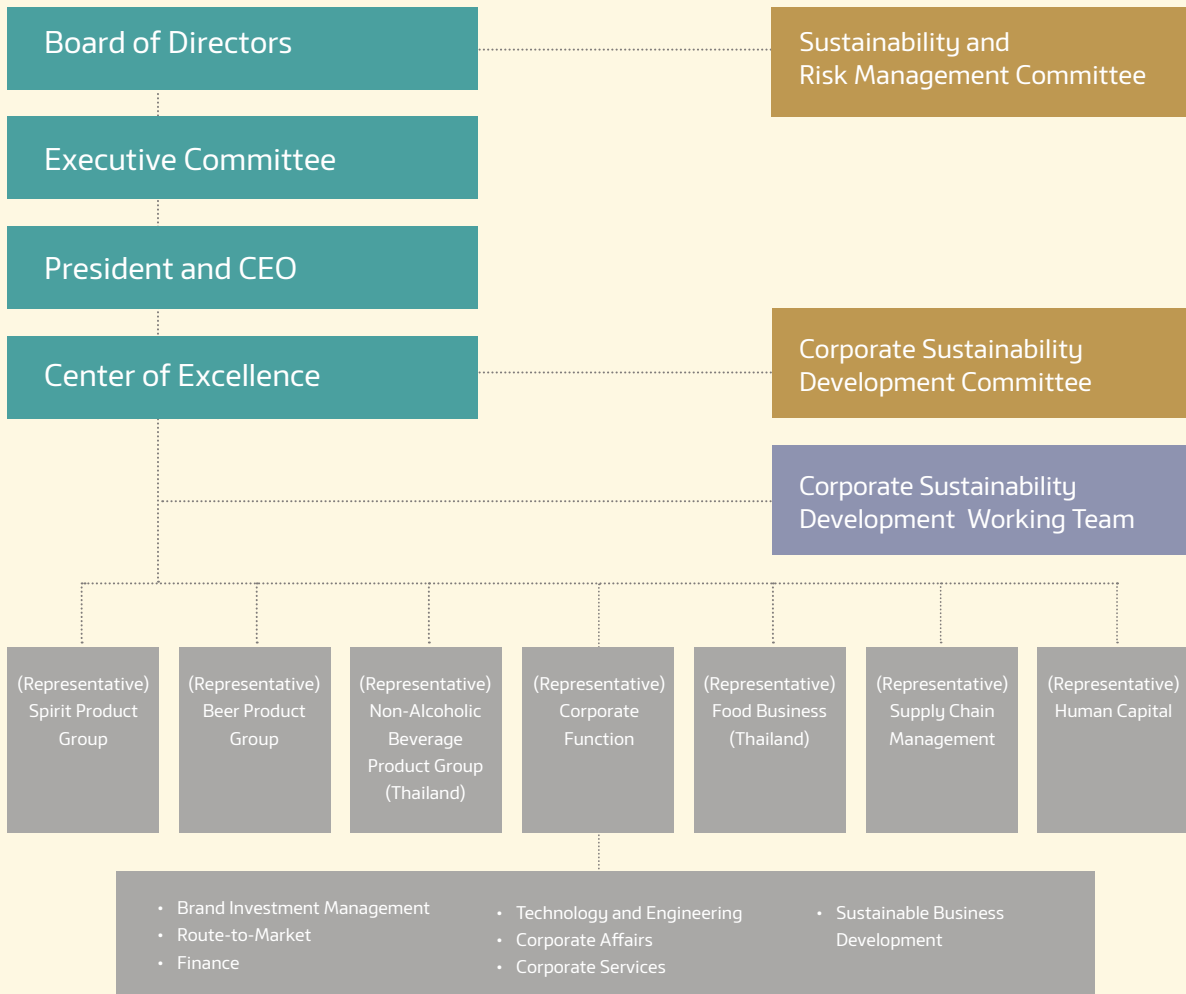 Board of Directors
Sustainability and
Risk Management Committee
Executive Committee
President and CEO
Center of Excellence
Corporate Sustainability
Development Committee
Corporate Sustainability
Development Working Team
(Representative)
Spirit Product
Group
(Representative)
Beer Product
Group
(Representative)
Non-Alcoholic
Beverage
Product Group
(Thailand)
(Representative)
Corporate
Function
(Representative)
Food Business
(Thailand)
(Representative)
Supply Chain
Management
(Representative)
Human Capital
• Brand Investment Management
• Route-to-Market
• Finance
• Technology and Engineering
• Corporate Affairs
• Corporate Services
• Sustainable Business
Development